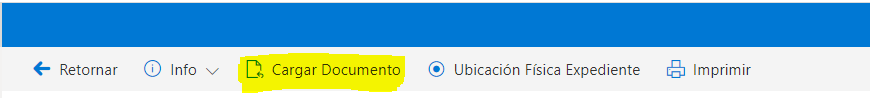 Retornar Info Cargar Documento Ubicación Física Expediente Imprimir